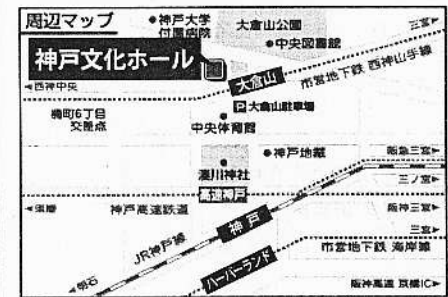 周辺マップ
神戸大学
付属病院
大倉山公園
中央図書館
三宮▶
神戸文化ホール
大倉山
市営地下鉄 西神山手線
◀西神中央
P 大倉山駐車場
楠町6丁目
交差点
中央体育館
神戸地裁
湊川神社
阪急三宮▶
三ノ宮▶
高速神戸
◀須磨
神戸高速鉄道
阪神三宮▶
神戸
三宮▶
JR神戸線
市営地下鉄 海岸線
ハーバーランド
◀明石
阪神高速 京橋IC▶